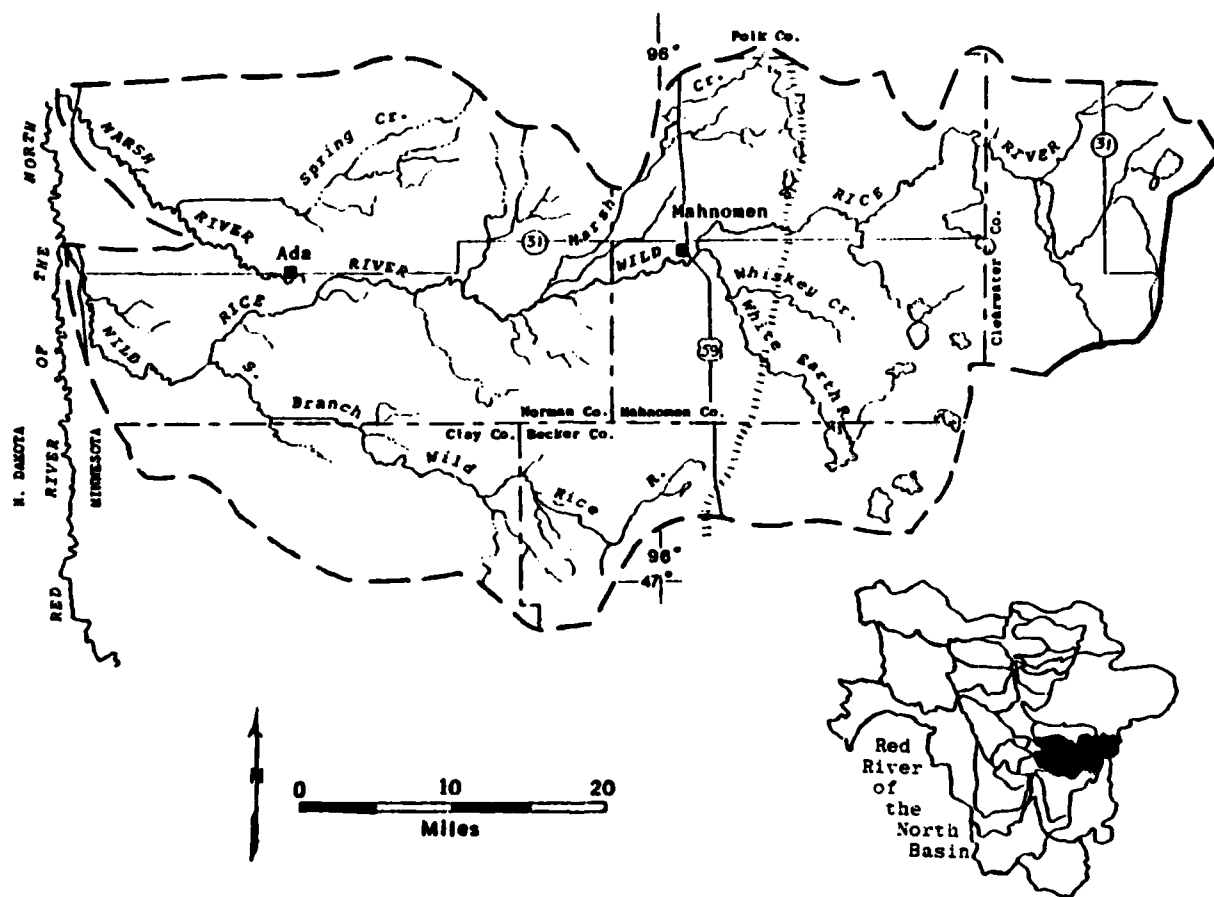 Polk Co.
96°
Cr.
NORTH
MARSH
Spring Cr.
RIVER
31
RIVER
RICE
Marsh
Mahnomen
THE
RIVER
Ada
31
WILD
Co.
RIVER
Clearwater
RICE
Whiskey Cr.
OF
WILD
White Earth R.
59
S.
Branch
Norman Co.
Mahnomen Co.
Clay Co.
Becker Co.
N. DAKOTA
RIVER
MINNESOTA
Wild
Rice
R.
96°
47°
RED
N
0 10 20
Miles
Red
River
of
the
North
Basin